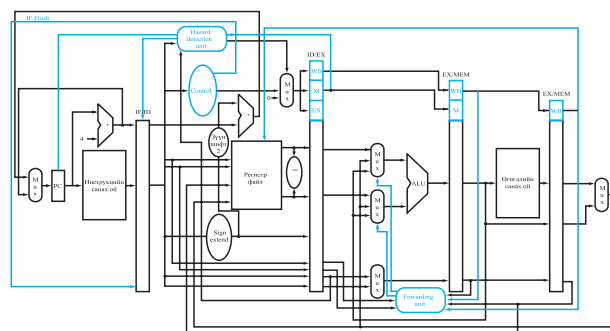 IF.Flush
Hazard
detection
unit
ID/EX
EX/MEM
EX/MEM
WB
M
EX
WB
M
WB
Control
M
u
x
0
IF/ID
+
+
4
M
u
x
PC
Инструкцийн
санах ой
Зүүн
шифт
2
Регистр
файл
=
Sign
extend
M
u
x
M
u
x
M
u
x
ALU
Өгөгдлийн
санах ой
M
u
x
Fowarding
unit